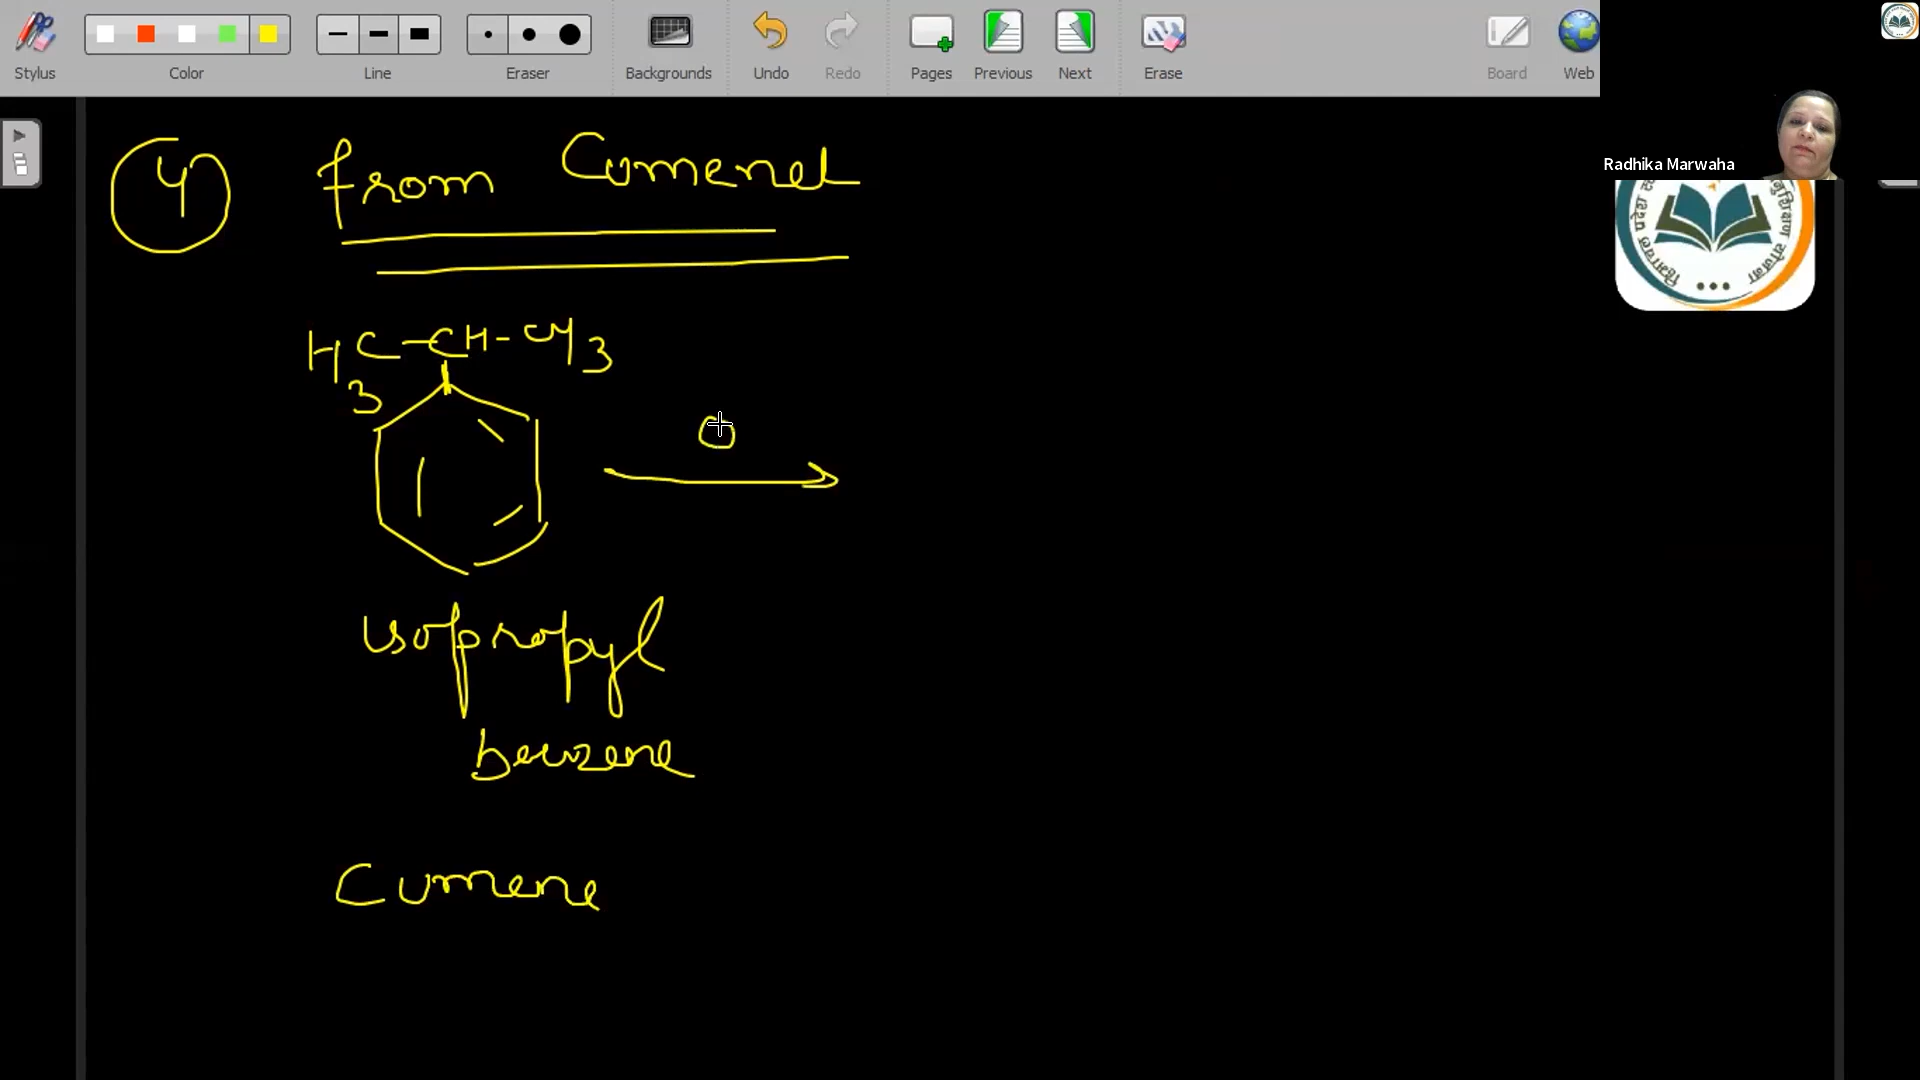 Stylus
Color
Line
Eraser
Backgrounds
Undo
Redo
Pages
Previous
Next
Erase
Board
Web
Radhika Marwaha
4 from Cumenel
H3C-CH-CH3
O
isopropyl
benzene
Cumene